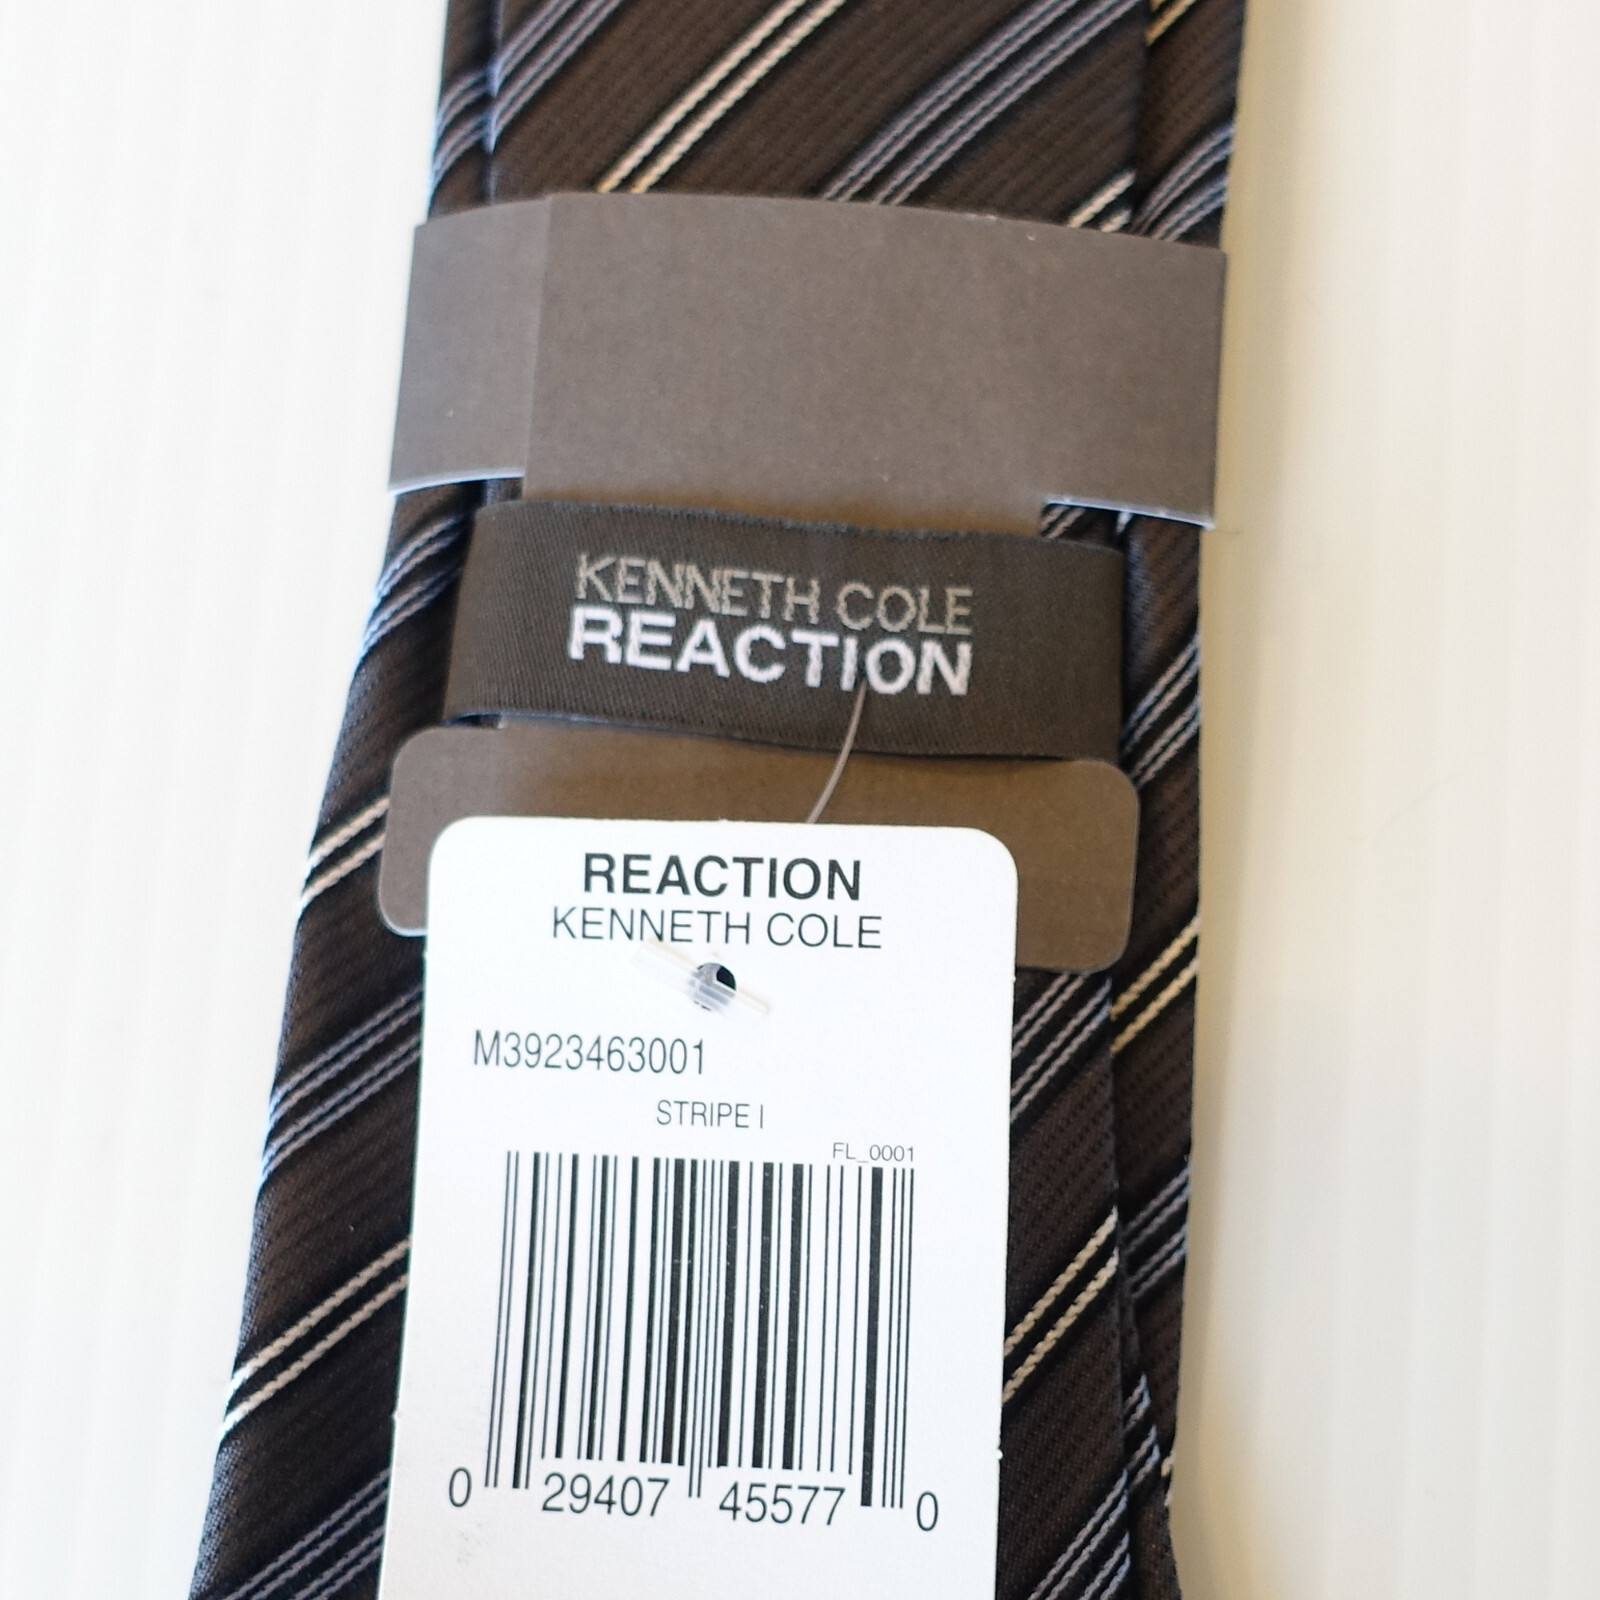 KENNETH COLE
REACTION
REACTION
KENNETH COLE
M3923463001
STRIPE I
FL_0001
0 29407 45577 0